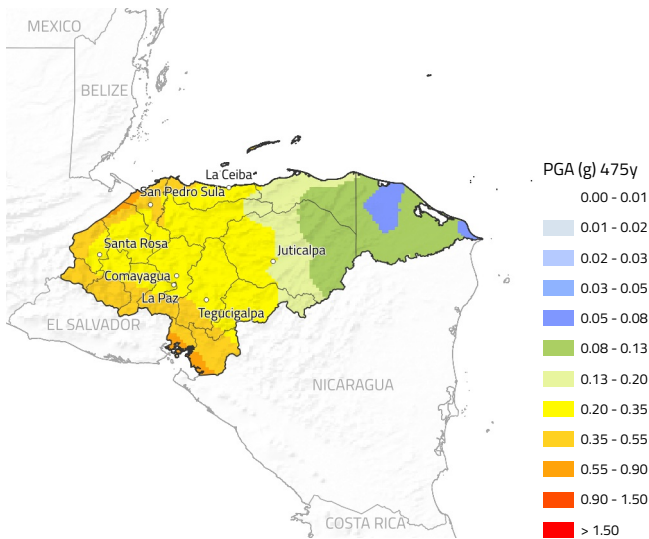 MEXICO
BELIZE
La Ceiba
San Pedro Sula
Santa Rosa
Juticalpa
Comayagua
La Paz
Tegucigalpa
EL SALVADOR
NICARAGUA
COSTA RICA
PGA (g) 475y
0.00 - 0.01
0.01 - 0.02
0.02 - 0.03
0.03 - 0.05
0.05 - 0.08
0.08 - 0.13
0.13 - 0.20
0.20 - 0.35
0.35 - 0.55
0.55 - 0.90
0.90 - 1.50
> 1.50